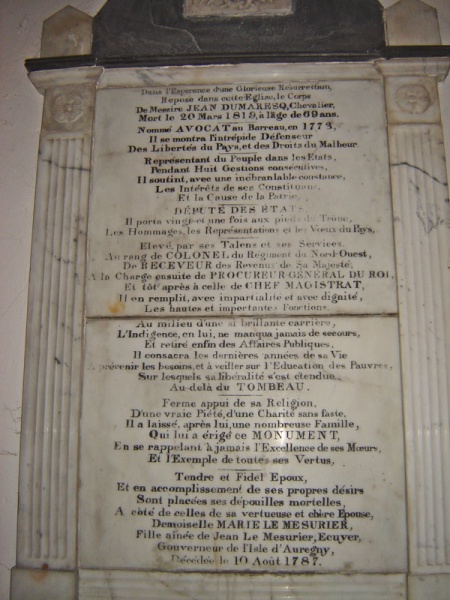 Dans l'Esperance d'une Glorieuse Resurrection,
Repose dans cette Eglise, le Corps
De Messire JEAN DUMARESQ, Chevalier,
Mort le 20 Mars 1819, à l'âge de 69 ans.
Nommé AVOCAT au Barreau, en 1773,
Il se montra l'intrépide Défenseur
Des Libertés du Pays, et des Droits du Malheur.
Représentant du Peuple dans les Etats,
Pendant Huit Gestions consécutives,
Il soutint, avec une inébranlable constance,
Les Intérêts de ses Constituans,
Et la Cause de la Patrie.
DÉPUTÉ DES ETATS,
Il porta vingt et une fois aux pieds du Trône,
Les Hommages, les Représentations et les Vœux du Pays,
Elevé, par ses Talens et ses Services,
Au rang de COLONEL du Régiment du Nord-Ouest,
De RECEVEUR des Revenus de Sa Majesté,
A la Charge ensuite de PROCUREUR GENERAL DU ROI,
Et tôt après à celle de CHEF MAGISTRAT,
Il en remplit, avec impartialité et avec dignité,
Les hautes et importantes Fonctions.
Au milieu d'une si brillante carrière,
L'Indigence, en lui, ne manqua jamais de secours,
Et retiré enfin des Affaires Publiques,
Il consacra les dernières années de sa Vie
A prévenir les besoins, et à veiller sur l'Education des Pauvres,
Sur lesquels sa libéralité s'est étendue
Au-delà du TOMBEAU.
Ferme appui de sa Religion,
D'une vraie Piété, d'une Charité sans faste,
Il a laissé, après lui, une nombreuse Famille,
Qui lui a érigé ce MONUMENT,
En se rappelant à jamais l'Excellence de ses Mœurs,
Et l'Exemple de toutes ses Vertus.
Tendre et Fidel Epoux,
Et en accomplissement de ses propres désirs
Sont placées ses dépouilles mortelles,
A côté de celles de sa vertueuse et chère Epouse,
Demoiselle MARIE LE MESURIER,
Fille aînée de Jean Le Mesurier, Ecuyer,
Gouverneur de l'Isle d'Auregny,
Décédée le 10 Août 1787.